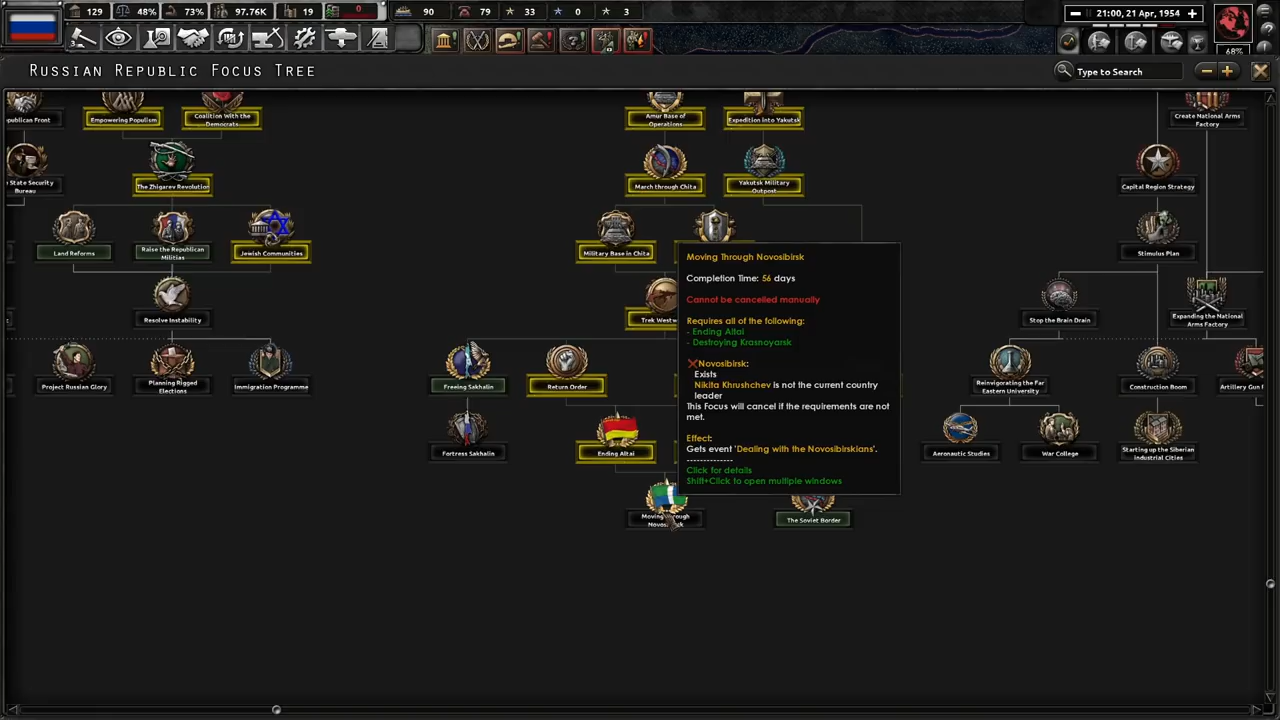 129 48% 73% 97.76K 19 0 90 79 33 0 3
21:00, 21 Apr, 1954
68%
Russian Republic Focus Tree
Type to Search
Empowering Populism
Coalition With the
Democrats
Amur Base of
Operations
Expedition into Yakutsk
Create National Arms
Factory
State Security
Bureau
The Zhigarev Revolution
March through Chita
Yakutsk Military
Outpost
Capital Region Strategy
Land Reforms
Raise the Republican
Militias
Jewish Communities
Military Base in Chita
Stimulus Plan
Resolve Instability
Trek Westw
Stop the Brain Drain
Expanding the National
Arms Factory
Project Russian Glory
Planning Rigged
Elections
Immigration Programme
Freeing Sakhalin
Return Order
Reinvigorating the Far
Eastern University
Construction Boom
Artillery Gun
Fortress Sakhalin
Ending Altai
Aeronautic Studies
War College
Starting up the Siberian
Industrial Cities
Moving Through
The Soviet Border
Moving Through Novosibirsk
Completion Time: 56 days
Cannot be cancelled manually
Requires all of the following:
- Ending Altai
- Destroying Krasnoyarsk
Novosibirsk:
Exists
Nikita Khrushchev is not the current country
leader
This Focus will cancel if the requirements are not
met.
Effect:
Gets event 'Dealing with the Novosibirskians'.
--------------
Click for details
Shift+Click to open multiple windows